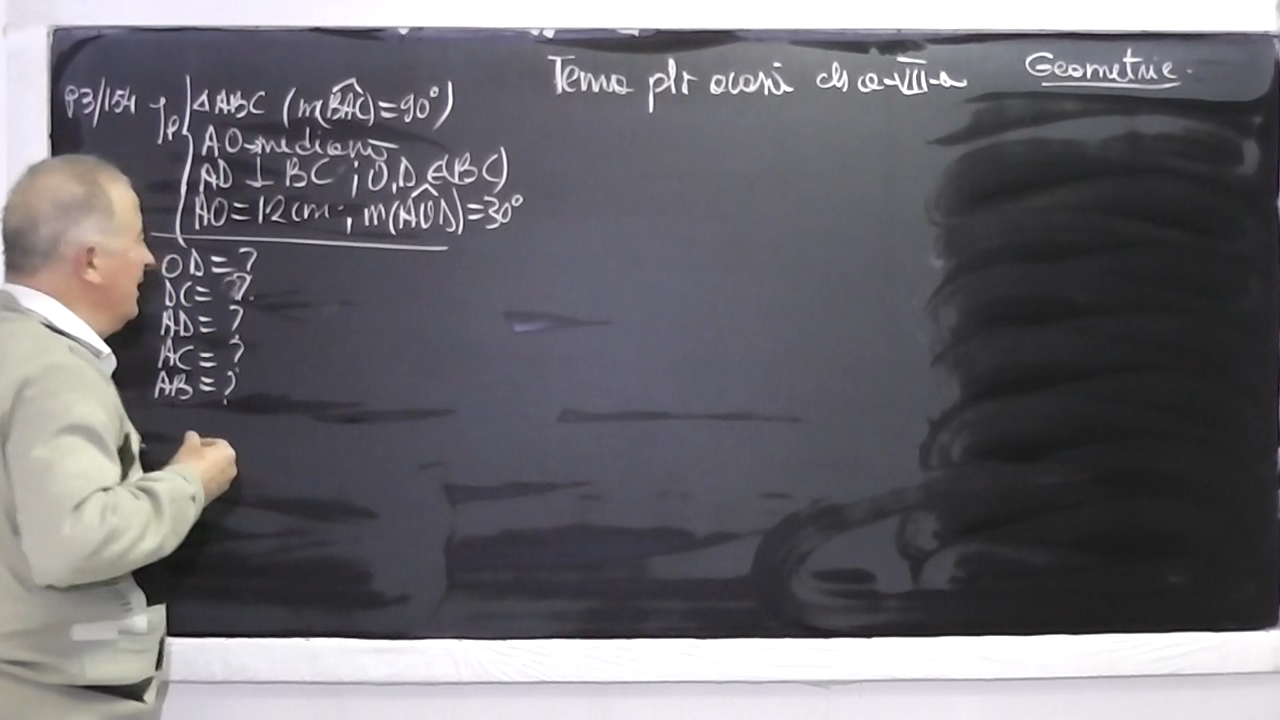 Tema ptr acasă cls a-VII-a Geometrie.
P3/154 Ip ΔABC (m(BAC)=90°)
AO-mediană
AD ⊥ BC ; O,D ∈(BC)
AO=12cm ; m(AOD)=30°
OD=?
DC=?
AD=?
AC=?
AB=?